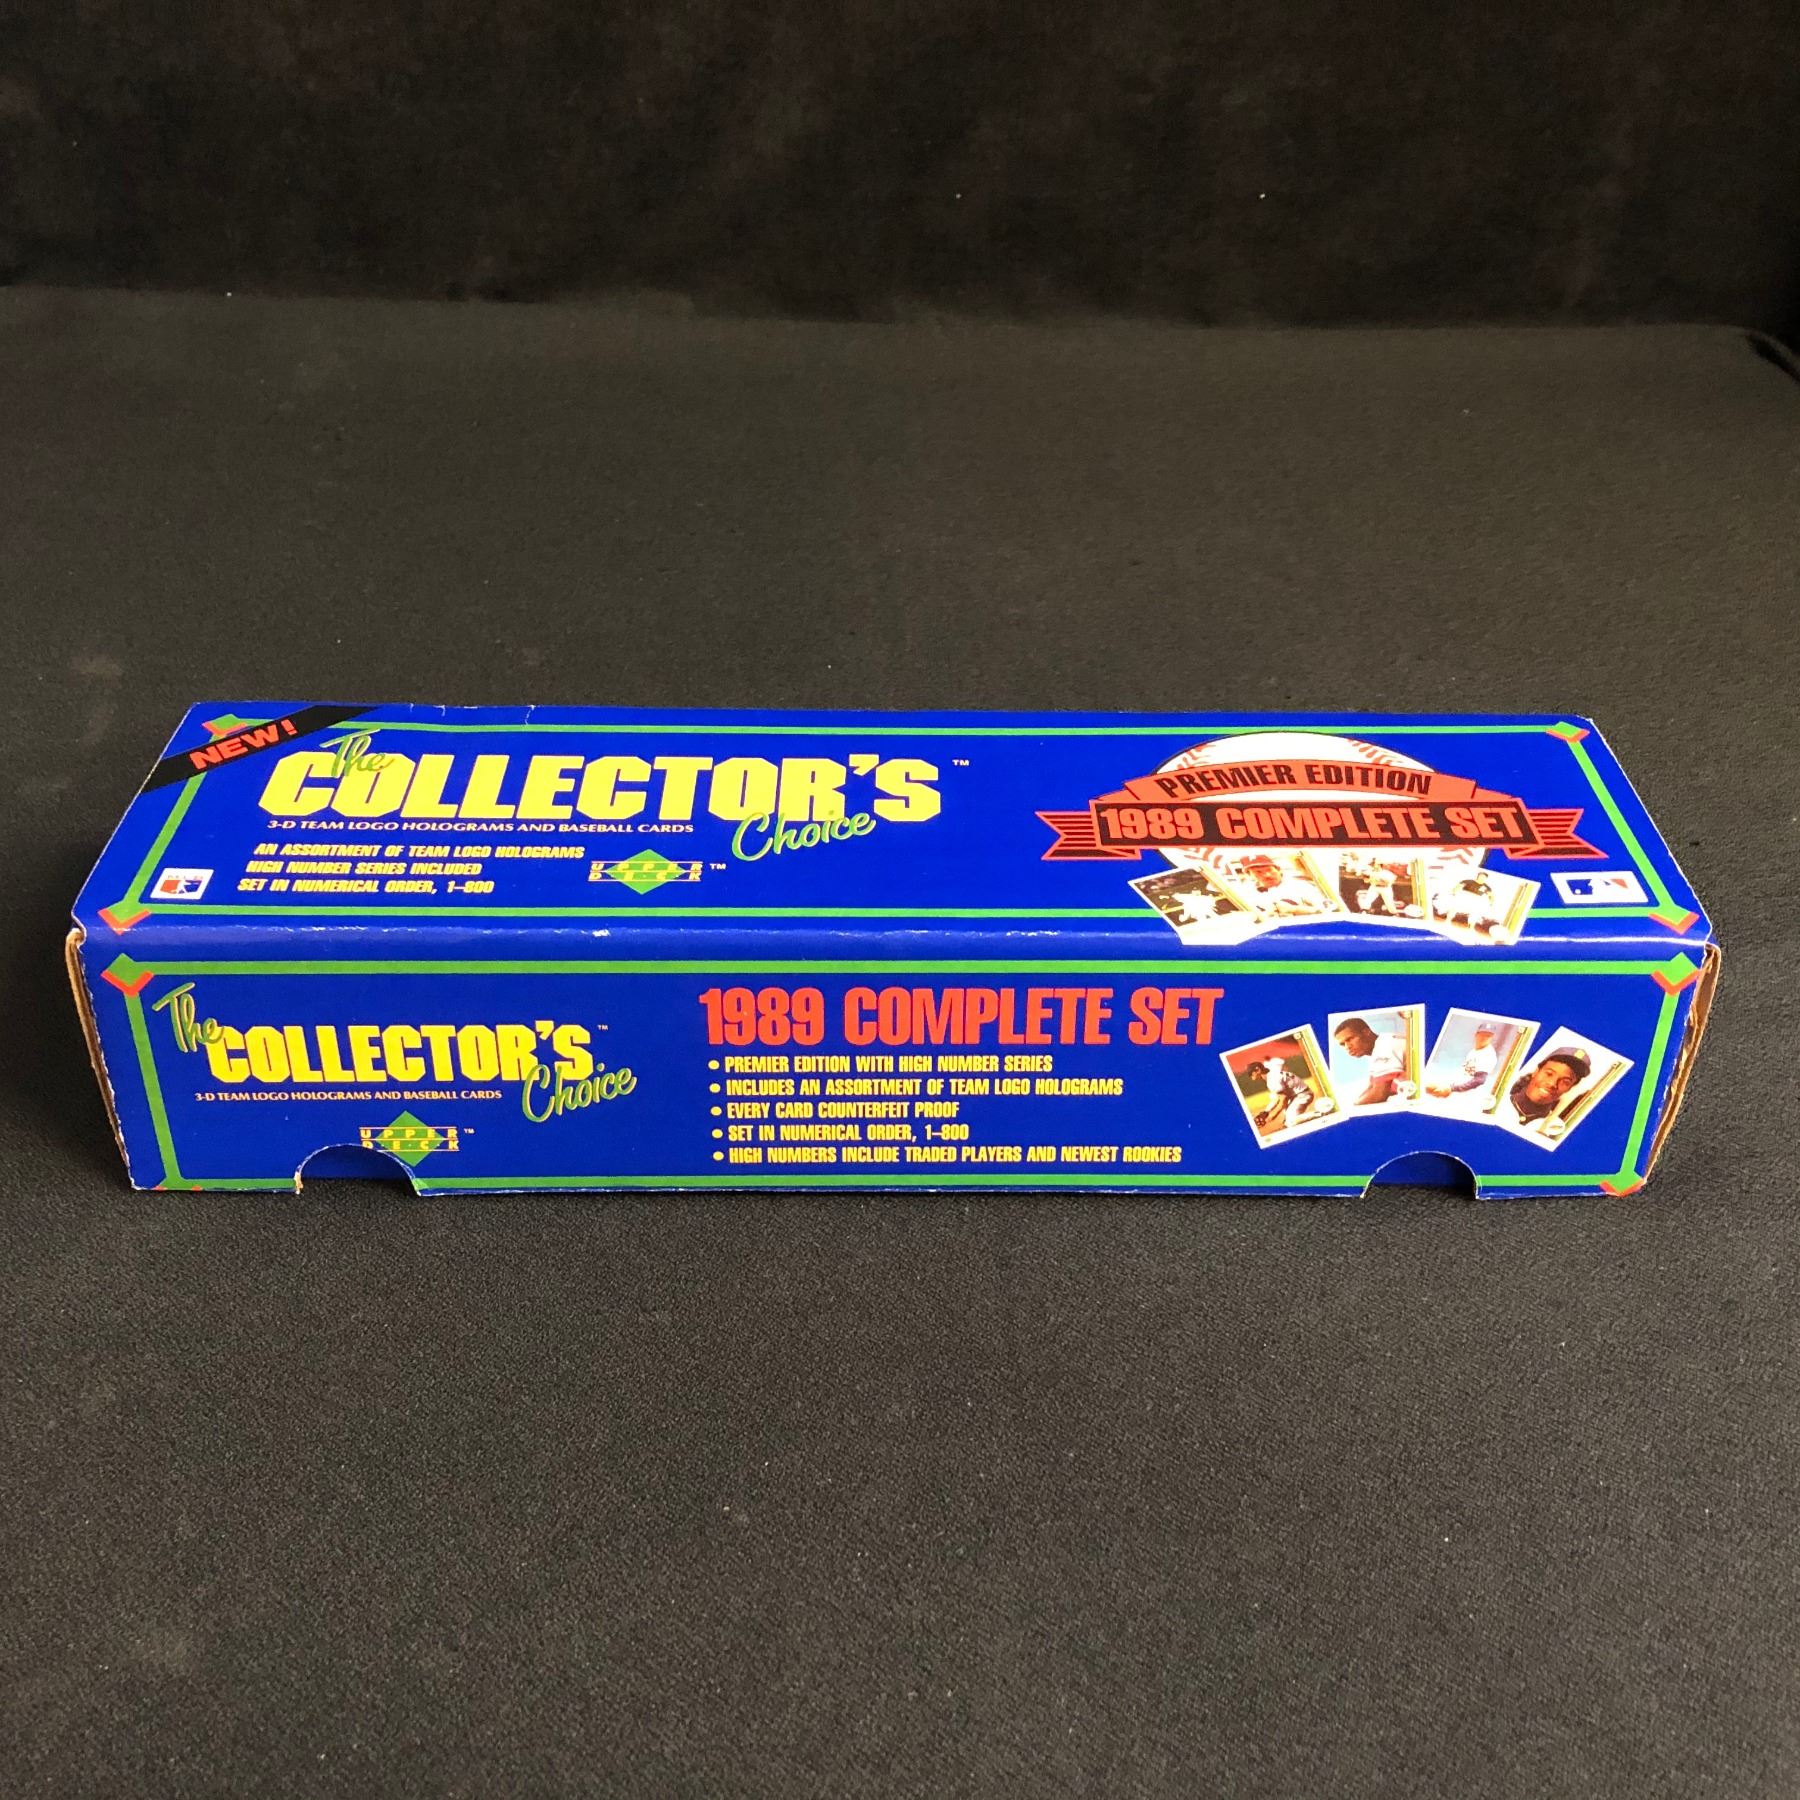 NEW!
The
COLLECTOR'S™
Choice
3-D TEAM LOGO HOLOGRAMS AND BASEBALL CARDS
AN ASSORTMENT OF TEAM LOGO HOLOGRAMS
HIGH NUMBER SERIES INCLUDED
SET IN NUMERICAL ORDER, 1-800
UPPER™
D·E·C·K
PREMIER EDITION
1989 COMPLETE SET
The
COLLECTOR'S™
Choice
3-D TEAM LOGO HOLOGRAMS AND BASEBALL CARDS
UPPER™
D·E·C·K
1989 COMPLETE SET
• PREMIER EDITION WITH HIGH NUMBER SERIES
• INCLUDES AN ASSORTMENT OF TEAM LOGO HOLOGRAMS
• EVERY CARD COUNTERFEIT PROOF
• SET IN NUMERICAL ORDER, 1-800
• HIGH NUMBERS INCLUDE TRADED PLAYERS AND NEWEST ROOKIES